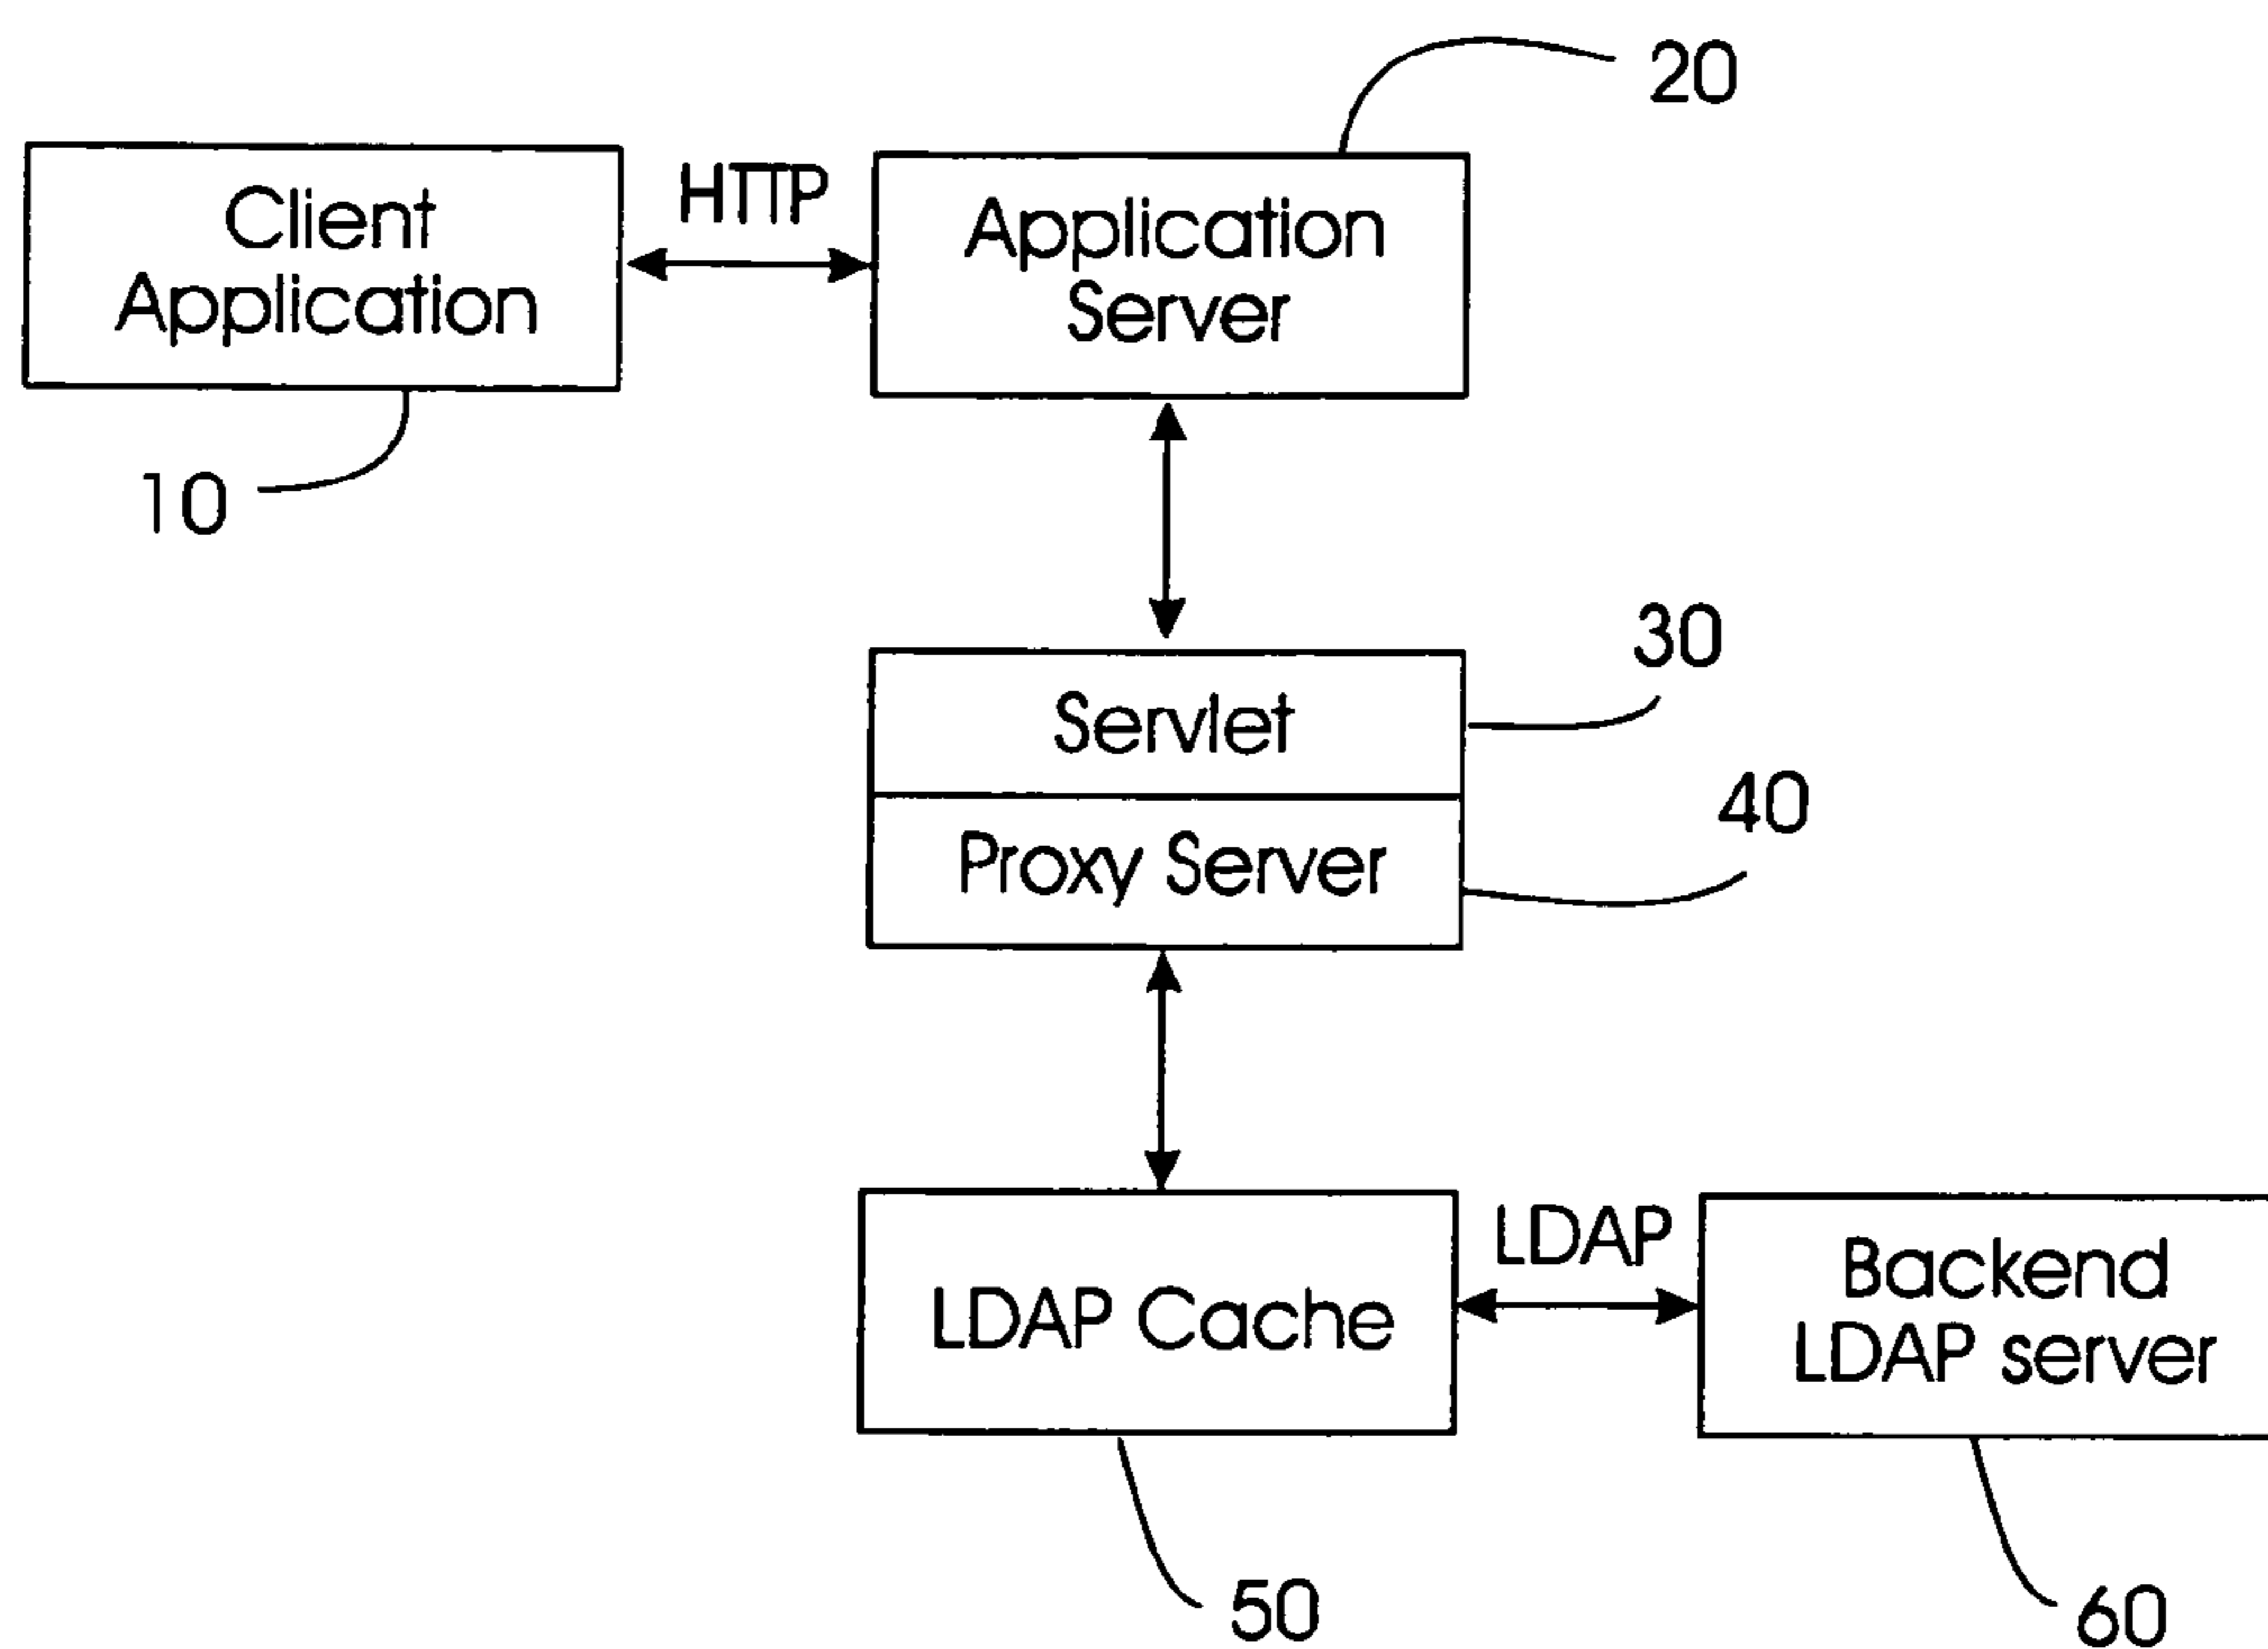 20
HTTP
Client
Application
Application
Server
10
30
Servlet
40
Proxy Server
LDAP
Backend
LDAP server
LDAP Cache
50
60